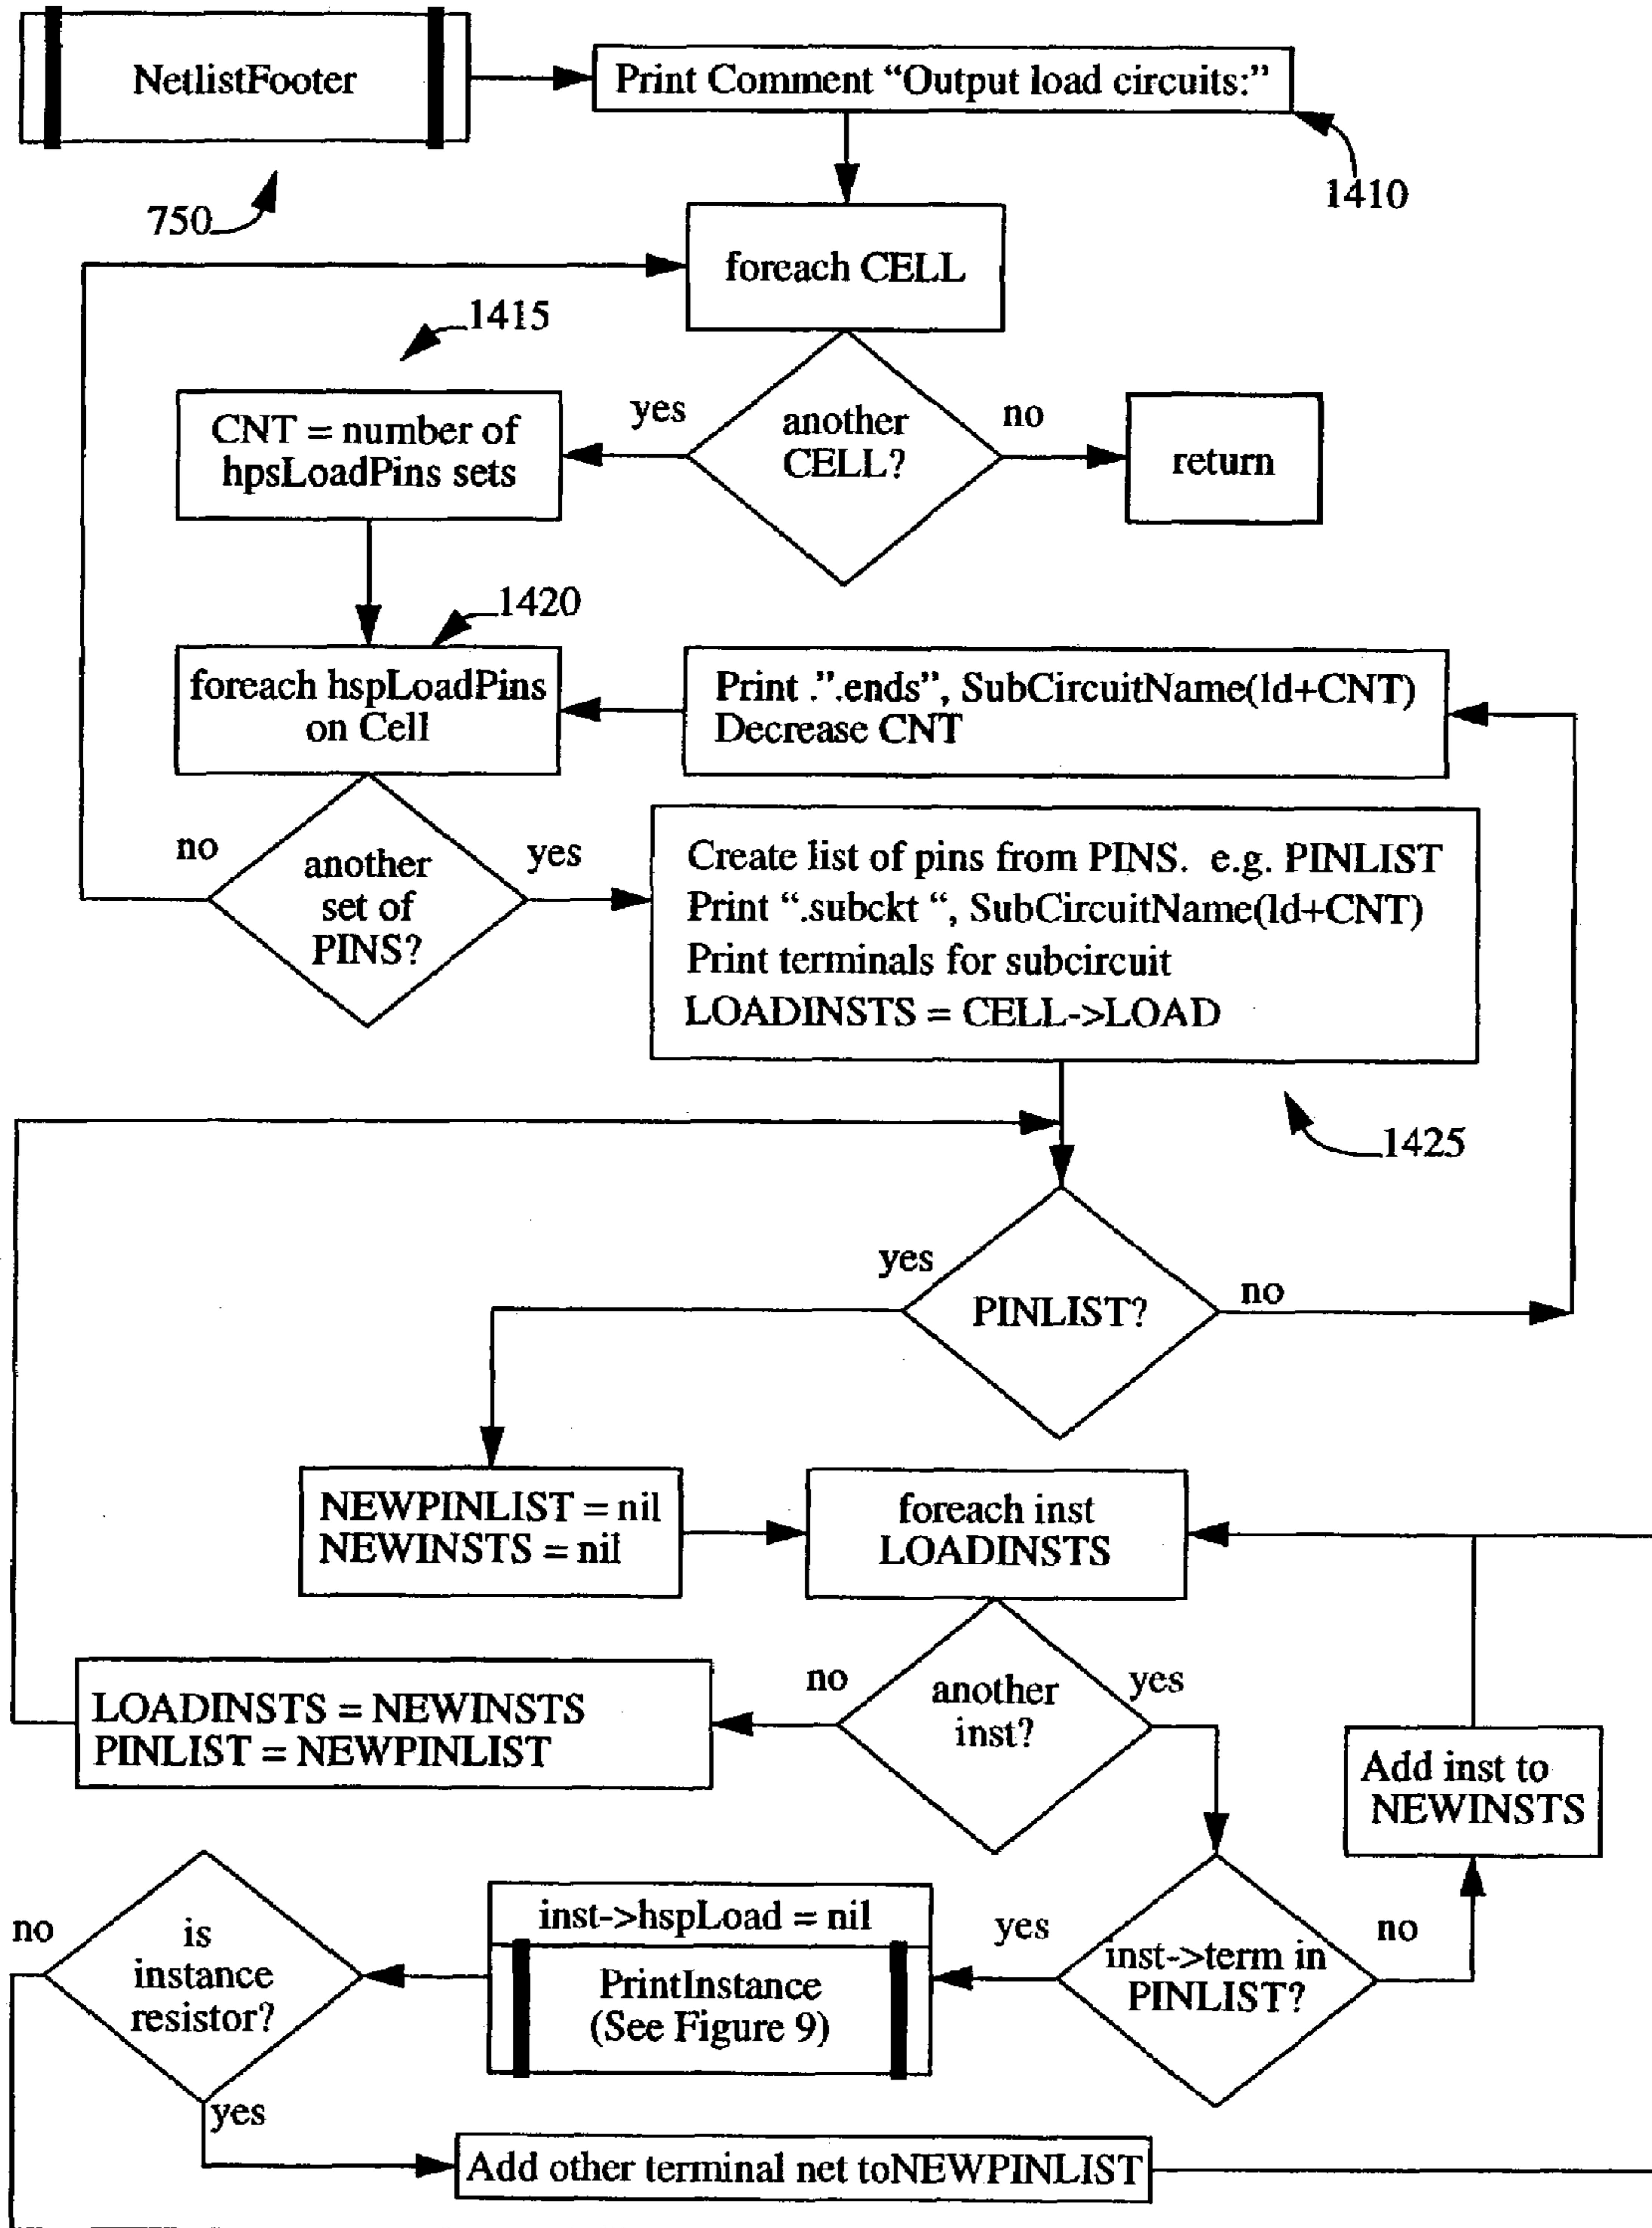 NetlistFooter
Print Comment “Output load circuits:”
1410
750
foreach CELL
1415
CNT = number of
hpsLoadPins sets
yes
another
CELL?
no
return
1420
foreach hspLoadPins
on Cell
Print .”.ends”, SubCircuitName(ld+CNT)
Decrease CNT
no
another
set of
PINS?
yes
Create list of pins from PINS. e.g. PINLIST
Print “.subckt “, SubCircuitName(ld+CNT)
Print terminals for subcircuit
LOADINSTS = CELL->LOAD
1425
yes
PINLIST?
no
NEWPINLIST = nil
NEWINSTS = nil
foreach inst
LOADINSTS
LOADINSTS = NEWINSTS
PINLIST = NEWPINLIST
no
another
inst?
yes
Add inst to
NEWINSTS
no
is
instance
resistor?
inst->hspLoad = nil
PrintInstance
(See Figure 9)
yes
inst->term in
PINLIST?
no
yes
Add other terminal net toNEWPINLIST